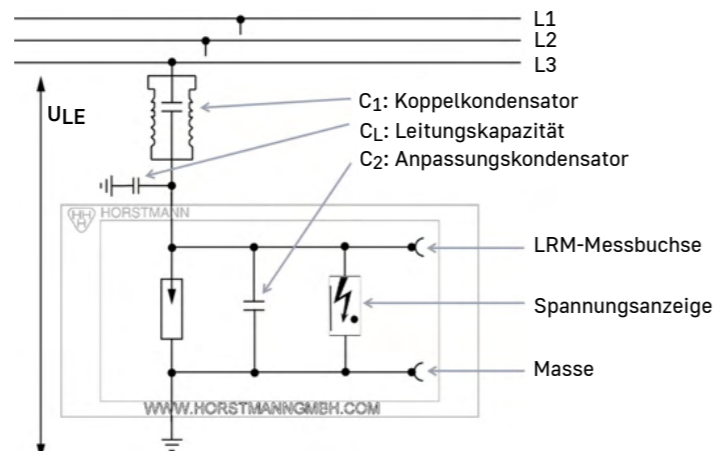 L1
L2
L3
ULE
C1: Koppelkondensator
CL: Leitungskapazität
C2: Anpassungskondensator
HORSTMANN
LRM-Messbuchse
Spannungsanzeige
Masse
WWW.HORSTMANNGMBH.COM